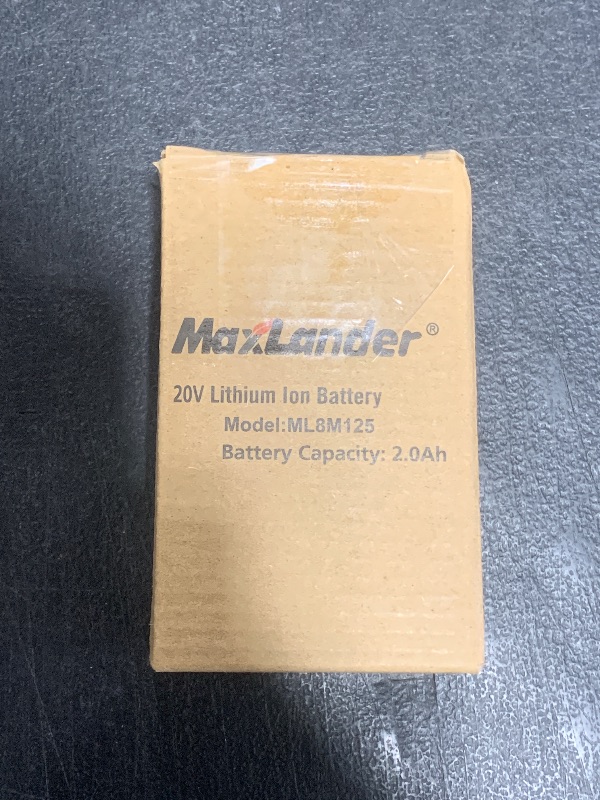 MaxLander®
20V Lithium Ion Battery
Model:ML8M125
Battery Capacity: 2.0Ah